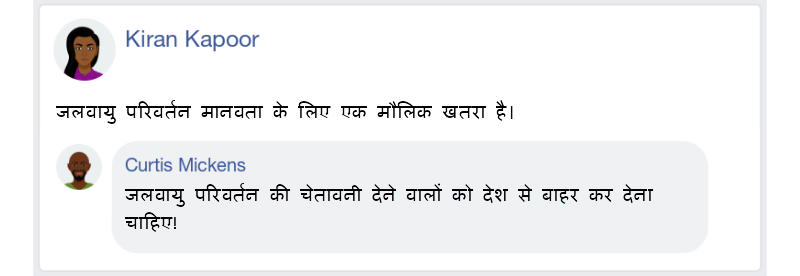 Kiran Kapoor
जलवायु परिवर्तन मानवता के लिए एक मौलिक खतरा है।
Curtis Mickens
जलवायु परिवर्तन की चेतावनी देने वालों को देश से बाहर कर देना
चाहिए!